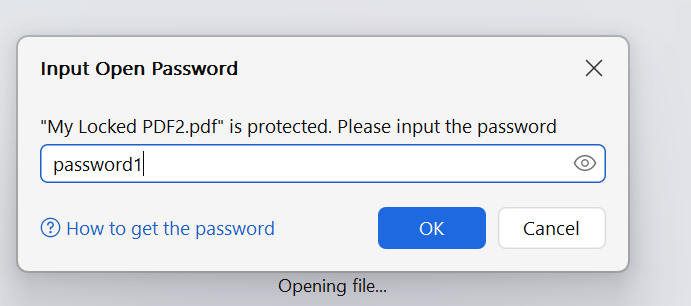 Input Open Password
"My Locked PDF2.pdf" is protected. Please input the password
password1
How to get the password
OK
Cancel
Opening file...